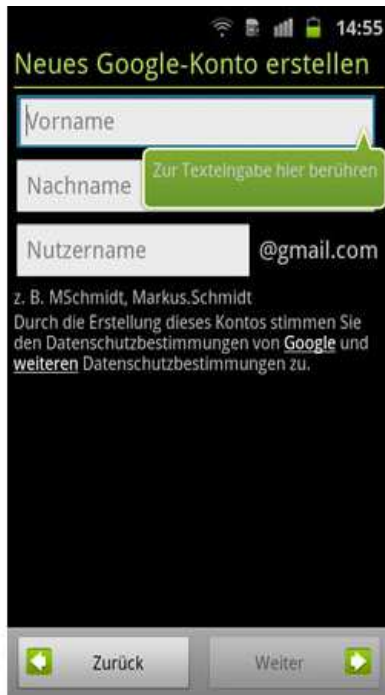 14:55
Neues Google-Konto erstellen
Vorname
Zur Texteingabe hier berühren
Nachname
Nutzername @gmail.com
z. B. MSchmidt, Markus.Schmidt
Durch die Erstellung dieses Kontos stimmen Sie
den Datenschutzbestimmungen von Google und
weiteren Datenschutzbestimmungen zu.
Zurück Weiter